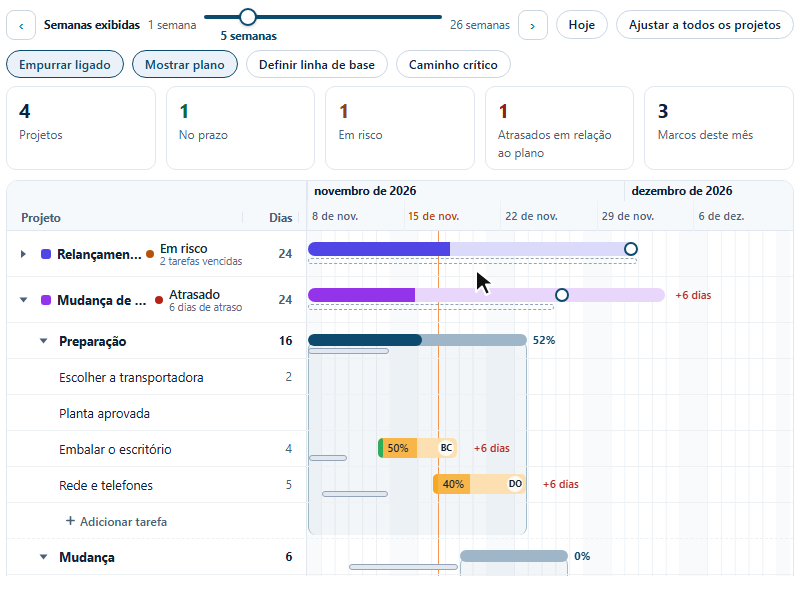 ‹
Semanas exibidas
1 semana
5 semanas
26 semanas
›
Hoje
Ajustar a todos os projetos
Empurrar ligado
Mostrar plano
Definir linha de base
Caminho crítico
4
Projetos
1
No prazo
1
Em risco
1
Atrasados em relação
ao plano
3
Marcos deste mês
novembro de 2026
dezembro de 2026
Projeto
Dias
8 de nov.
15 de nov.
22 de nov.
29 de nov.
6 de dez.
Relançamen...
Em risco
2 tarefas vencidas
24
Mudança de ...
Atrasado
6 dias de atraso
24
+6 dias
Preparação
16
52%
Escolher a transportadora
2
Planta aprovada
Embalar o escritório
4
50%
BC
+6 dias
Rede e telefones
5
40%
DO
+6 dias
+ Adicionar tarefa
Mudança
6
0%